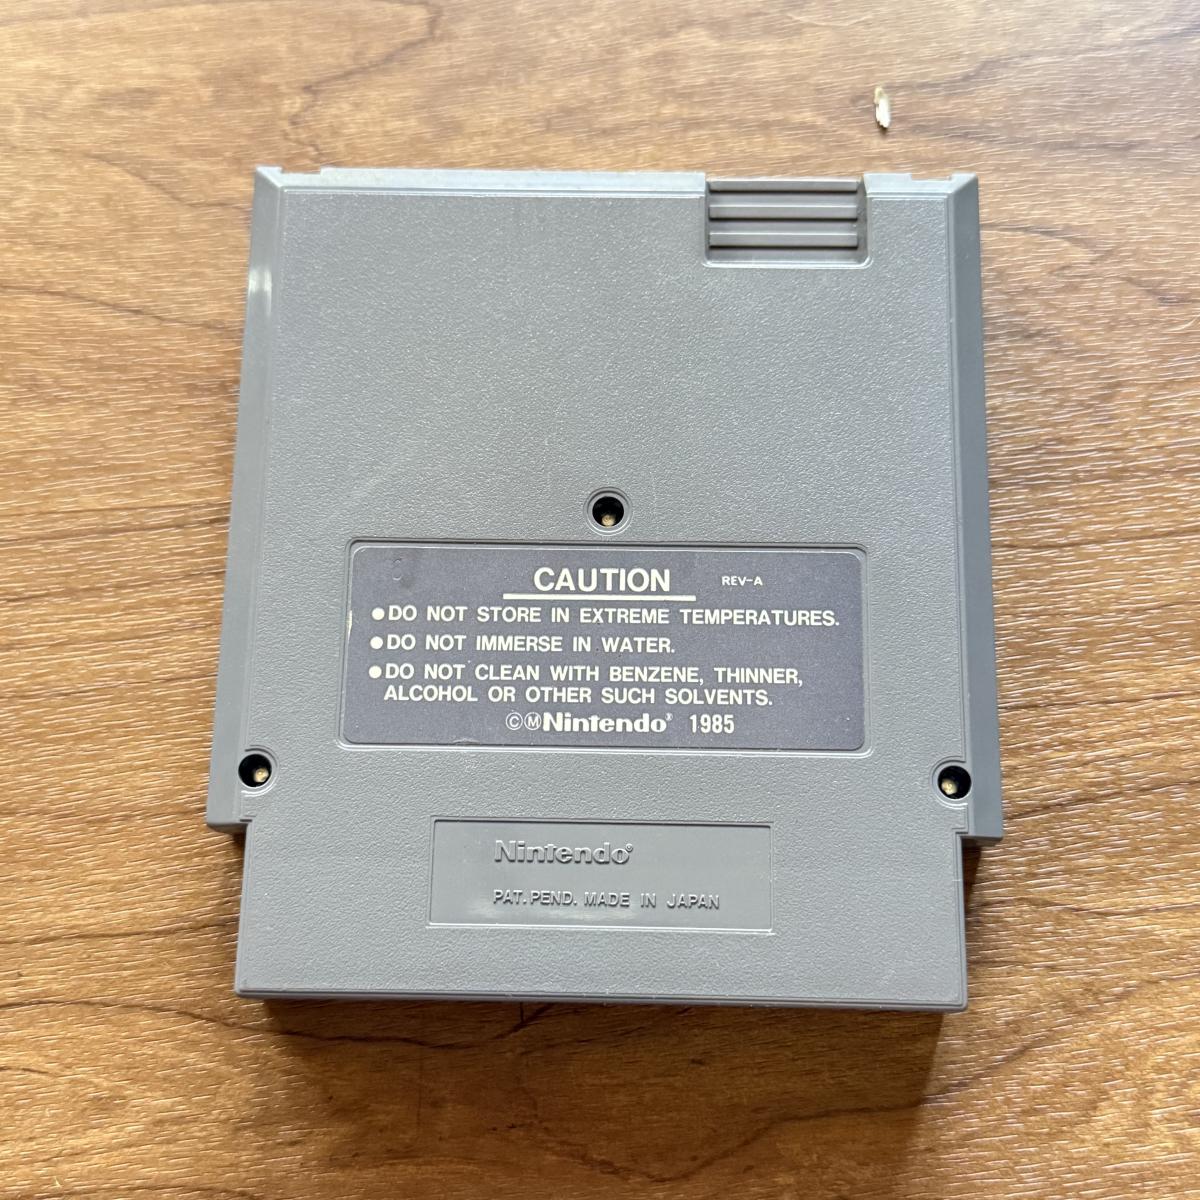 CAUTION REV-A
●DO NOT STORE IN EXTREME TEMPERATURES.
●DO NOT IMMERSE IN WATER.
●DO NOT CLEAN WITH BENZENE, THINNER,
ALCOHOL OR OTHER SUCH SOLVENTS.
©ⓂNintendo® 1985
Nintendo®
PAT. PEND. MADE IN JAPAN